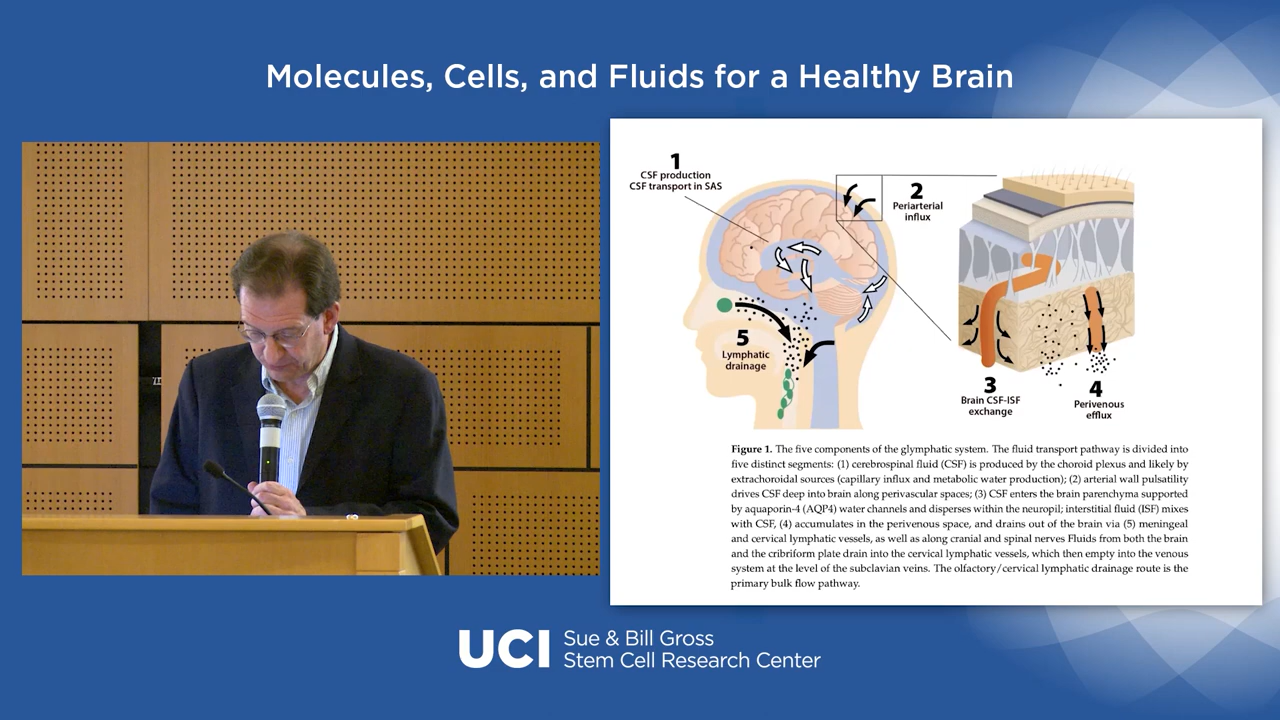 Molecules, Cells, and Fluids for a Healthy Brain
1
CSF production
CSF transport in SAS
2
Periarterial
influx
5
Lymphatic
drainage
3
Brain CSF-ISF
exchange
4
Perivenous
efflux
Figure 1. The five components of the glymphatic system. The fluid transport pathway is divided into
five distinct segments: (1) cerebrospinal fluid (CSF) is produced by the choroid plexus and likely by
extrachoroidal sources (capillary influx and metabolic water production); (2) arterial wall pulsatility
drives CSF deep into brain along perivascular spaces; (3) CSF enters the brain parenchyma supported
by aquaporin-4 (AQP4) water channels and disperses within the neuropil; interstitial fluid (ISF) mixes
with CSF, (4) accumulates in the perivenous space, and drains out of the brain via (5) meningeal
and cervical lymphatic vessels, as well as along cranial and spinal nerves Fluids from both the brain
and the cribriform plate drain into the cervical lymphatic vessels, which then empty into the venous
system at the level of the subclavian veins. The olfactory/cervical lymphatic drainage route is the
primary bulk flow pathway.
UCI
Sue & Bill Gross
Stem Cell Research Center